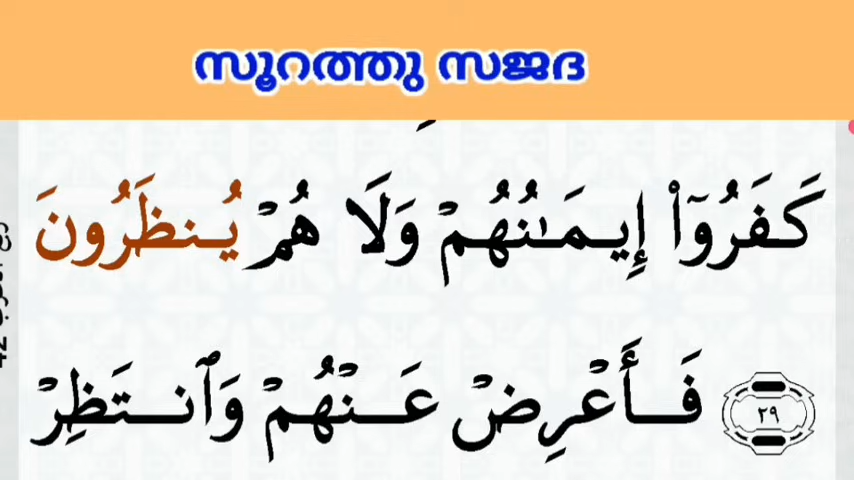 സൂറത്തു സജദ
كَفَرُوٓا۟ إِيمَـٰنُهُمْ وَلَا هُمْ يُنظَرُونَ
٢٩ فَأَعْرِضْ عَنْهُمْ وَٱنتَظِرْ